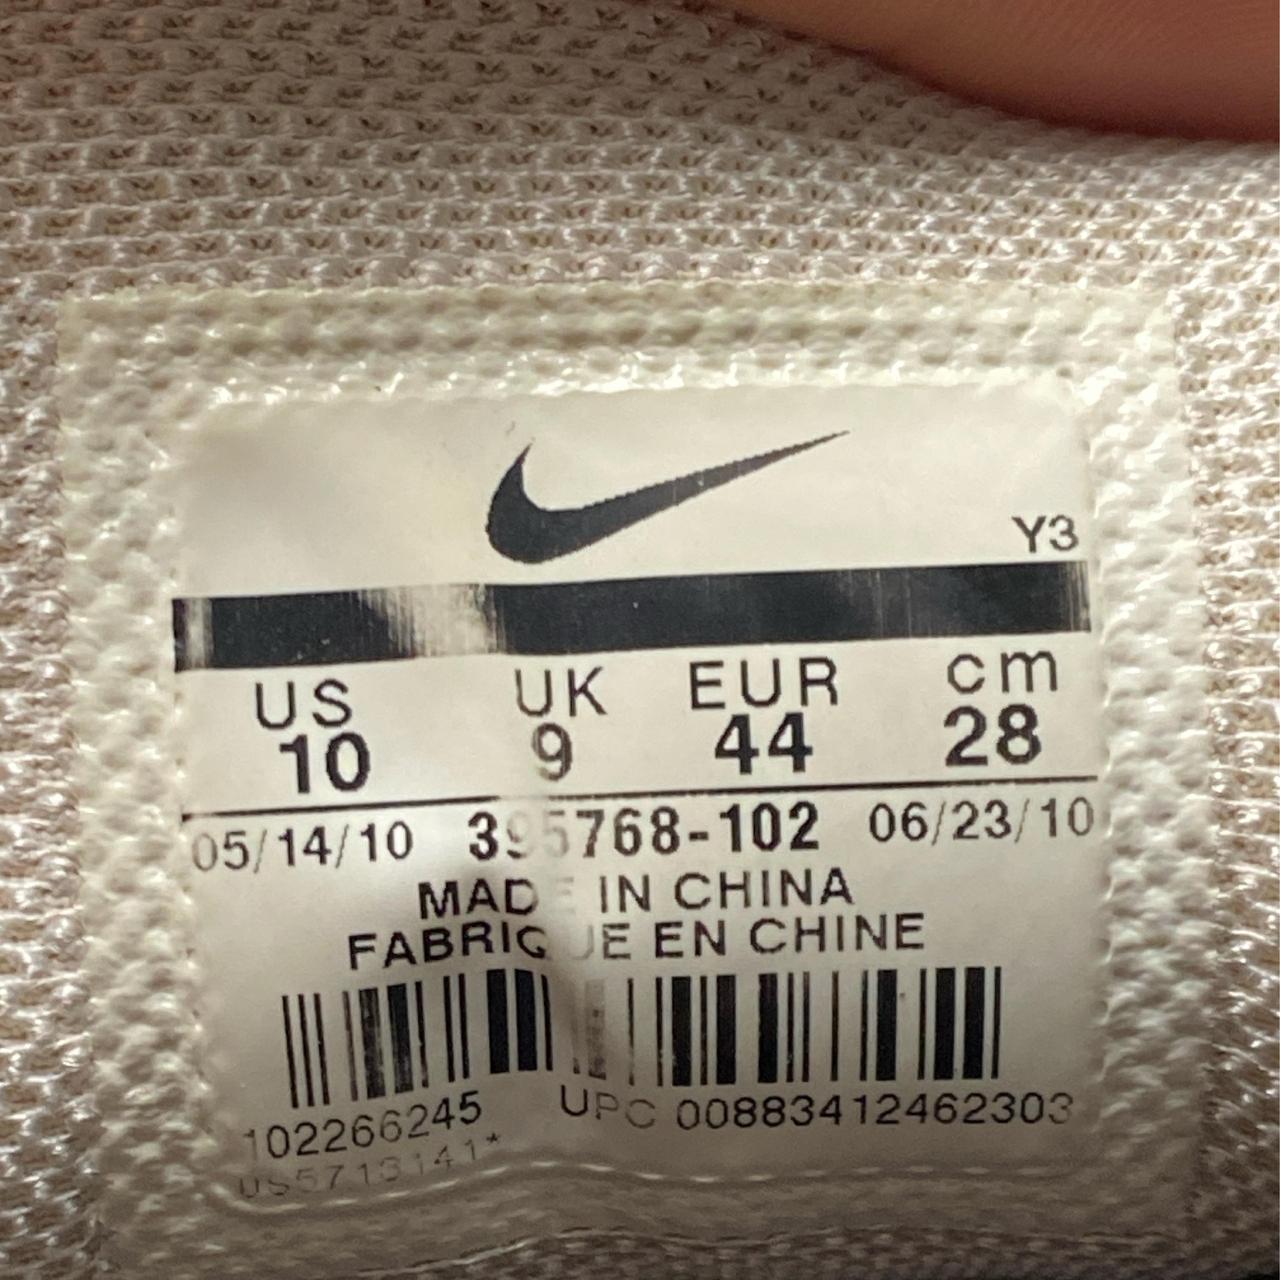 Y3
US UK EUR cm
10 9 44 28
05/14/10 395768-102 06/23/10
MADE IN CHINA
FABRIQUE EN CHINE
102266245 UPC 00883412462303
US5713141*